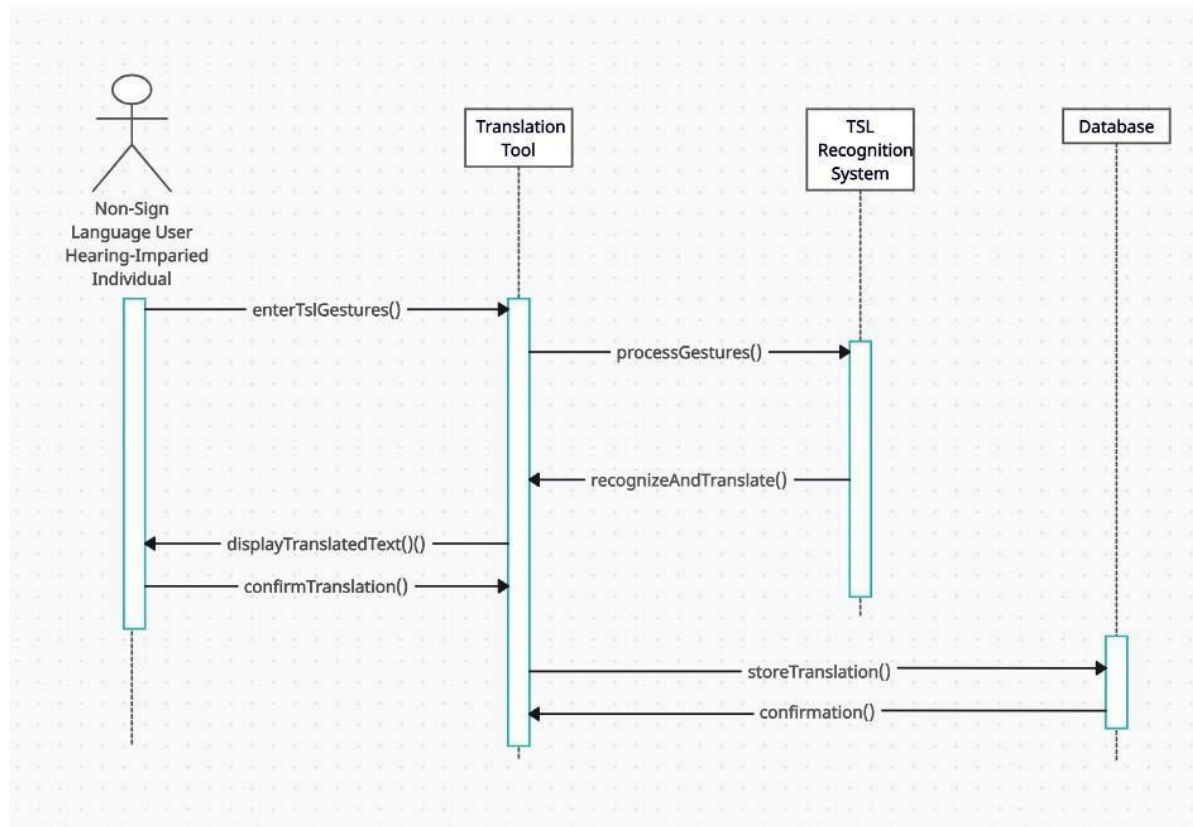 Translation
Tool
TSL
Recognition
System
Database
Non-Sign
Language User
Hearing-Imparied
Individual
enterTslGestures()
processGestures()
recognizeAndTranslate()
displayTranslatedText()()
confirmTranslation()
storeTranslation()
confirmation()